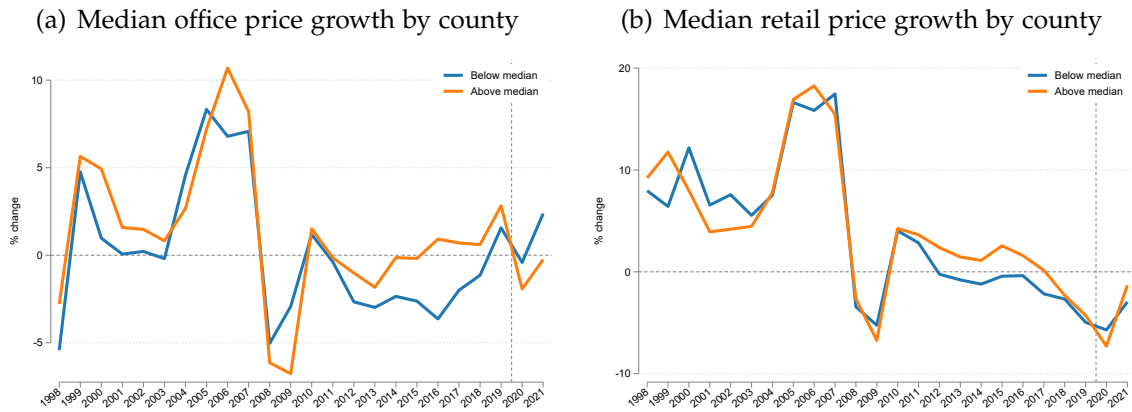 (a) Median office price growth by county
Below median
Above median
% change
10
5
0
-5
1998 1999 2000 2001 2002 2003 2004 2005 2006 2007 2008 2009 2010 2011 2012 2013 2014 2015 2016 2017 2018 2019 2020 2021
(b) Median retail price growth by county
Below median
Above median
% change
20
10
0
-10
1998 1999 2000 2001 2002 2003 2004 2005 2006 2007 2008 2009 2010 2011 2012 2013 2014 2015 2016 2017 2018 2019 2020 2021